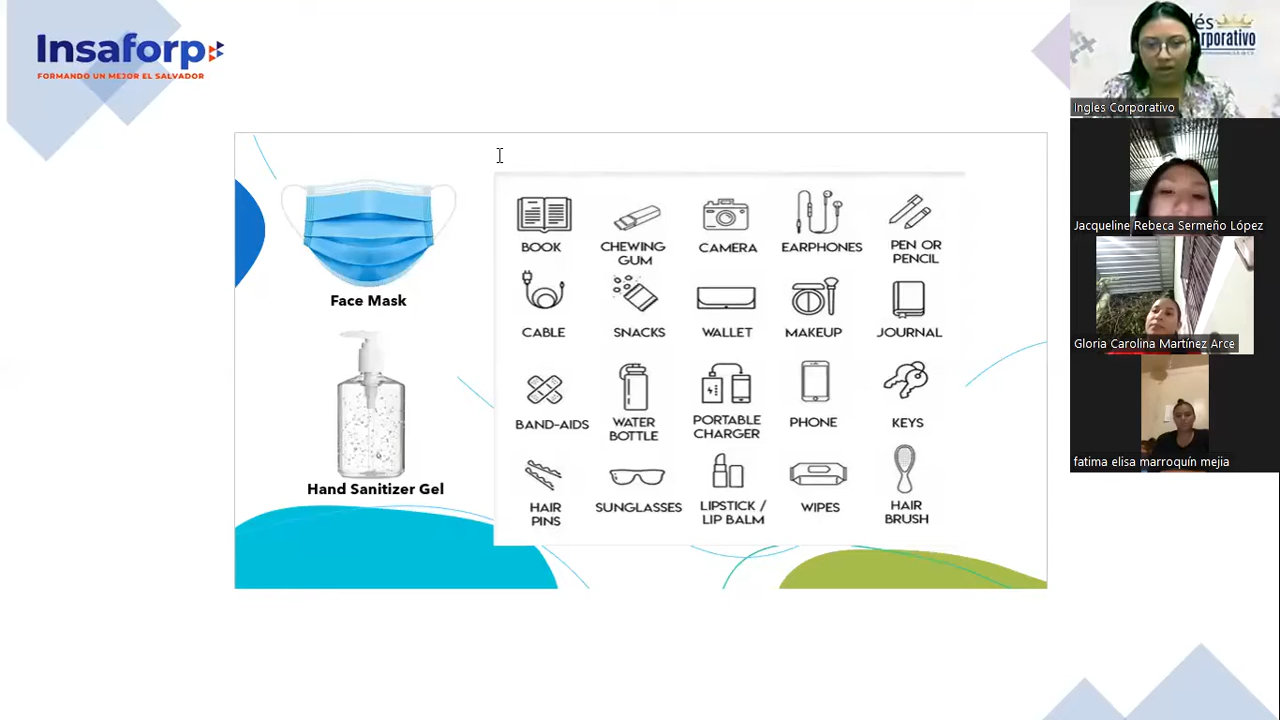 Insaforp
FORMANDO UN MEJOR EL SALVADOR
Face Mask
Hand Sanitizer Gel
BOOK
CHEWING
GUM
CAMERA
EARPHONES
PEN OR
PENCIL
CABLE
SNACKS
WALLET
MAKEUP
JOURNAL
BAND-AIDS
WATER
BOTTLE
PORTABLE
CHARGER
PHONE
KEYS
HAIR
PINS
SUNGLASSES
LIPSTICK /
LIP BALM
WIPES
HAIR
BRUSH
Ingles Corporativo
Jacqueline Rebeca Sermeño López
Gloria Carolina Martínez Arce
fatima elisa marroquín mejia